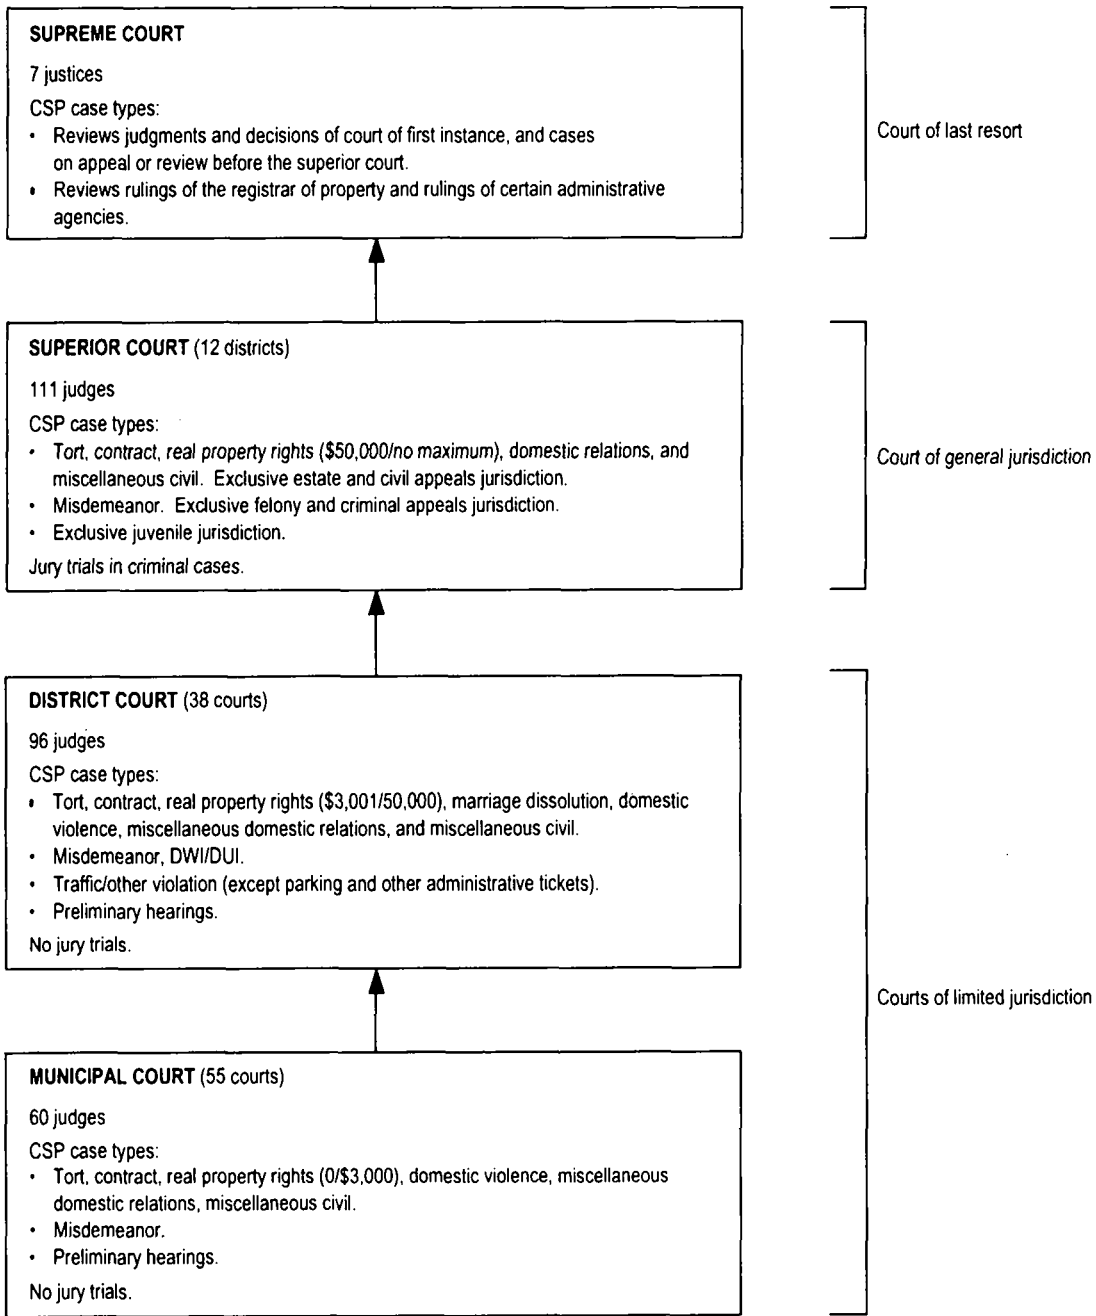 SUPREME COURT
7 justices
CSP case types:
• Reviews judgments and decisions of court of first instance, and cases
on appeal or review before the superior court.
• Reviews rulings of the registrar of property and rulings of certain administrative
agencies.
Court of last resort
SUPERIOR COURT (12 districts)
111 judges
CSP case types:
• Tort, contract, real property rights ($50,000/no maximum), domestic relations, and
miscellaneous civil. Exclusive estate and civil appeals jurisdiction.
• Misdemeanor. Exclusive felony and criminal appeals jurisdiction.
• Exclusive juvenile jurisdiction.
Jury trials in criminal cases.
Court of general jurisdiction
DISTRICT COURT (38 courts)
96 judges
CSP case types:
• Tort, contract, real property rights ($3,001/50,000), marriage dissolution, domestic
violence, miscellaneous domestic relations, and miscellaneous civil.
• Misdemeanor, DWI/DUI.
• Traffic/other violation (except parking and other administrative tickets).
• Preliminary hearings.
No jury trials.
Courts of limited jurisdiction
MUNICIPAL COURT (55 courts)
60 judges
CSP case types:
• Tort, contract, real property rights (0/$3,000), domestic violence, miscellaneous
domestic relations, miscellaneous civil.
• Misdemeanor.
• Preliminary hearings.
No jury trials.